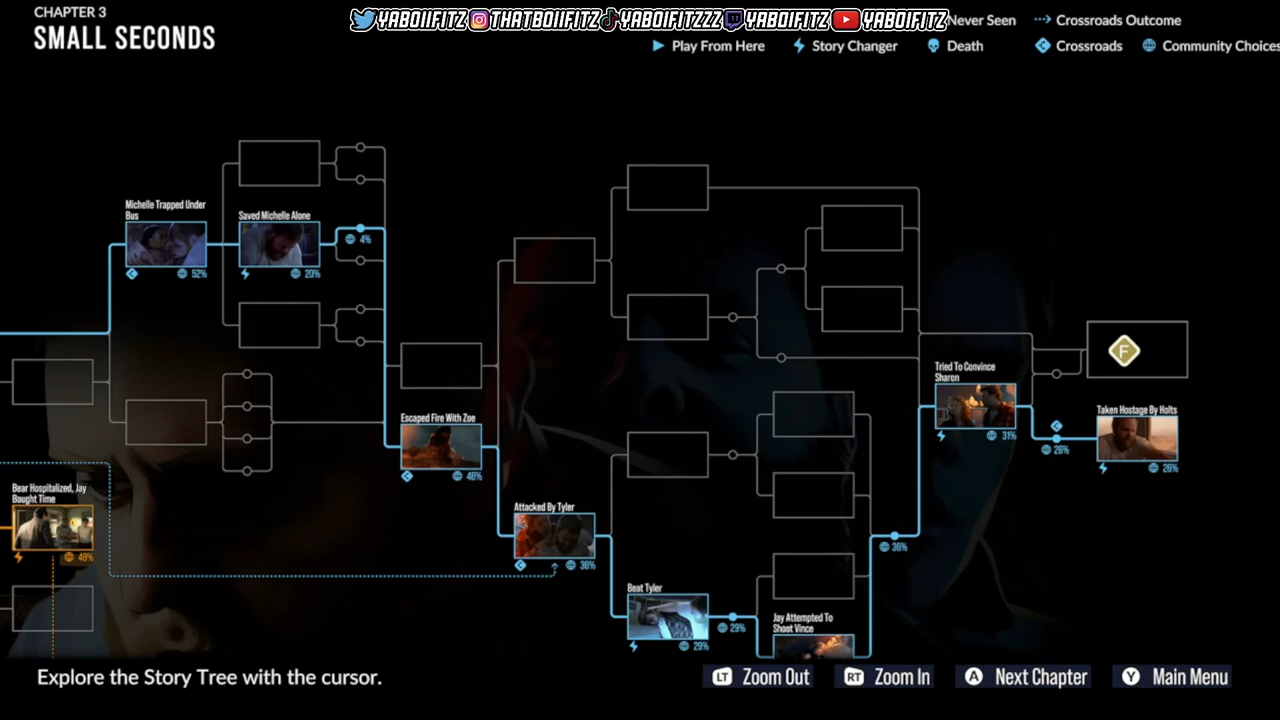 CHAPTER 3
SMALL SECONDS
YABOIIFITZ THATBOIIFITZ YABOIFITZZZ YABOIFITZ YABOIFITZ
Never Seen
Crossroads Outcome
Play From Here
Story Changer
Death
Crossroads
Community Choices
Michelle Trapped Under
Bus
52%
Saved Michelle Alone
20%
4%
Escaped Fire With Zoe
46%
Bear Hospitalized, Jay
Bought Time
48%
Attacked By Tyler
36%
Beat Tyler
29%
29%
Jay Attempted To
Shoot Vince
36%
Tried To Convince
Sharon
31%
26%
F
Taken Hostage By Holts
26%
Explore the Story Tree with the cursor.
LT Zoom Out
RT Zoom In
A Next Chapter
Y Main Menu